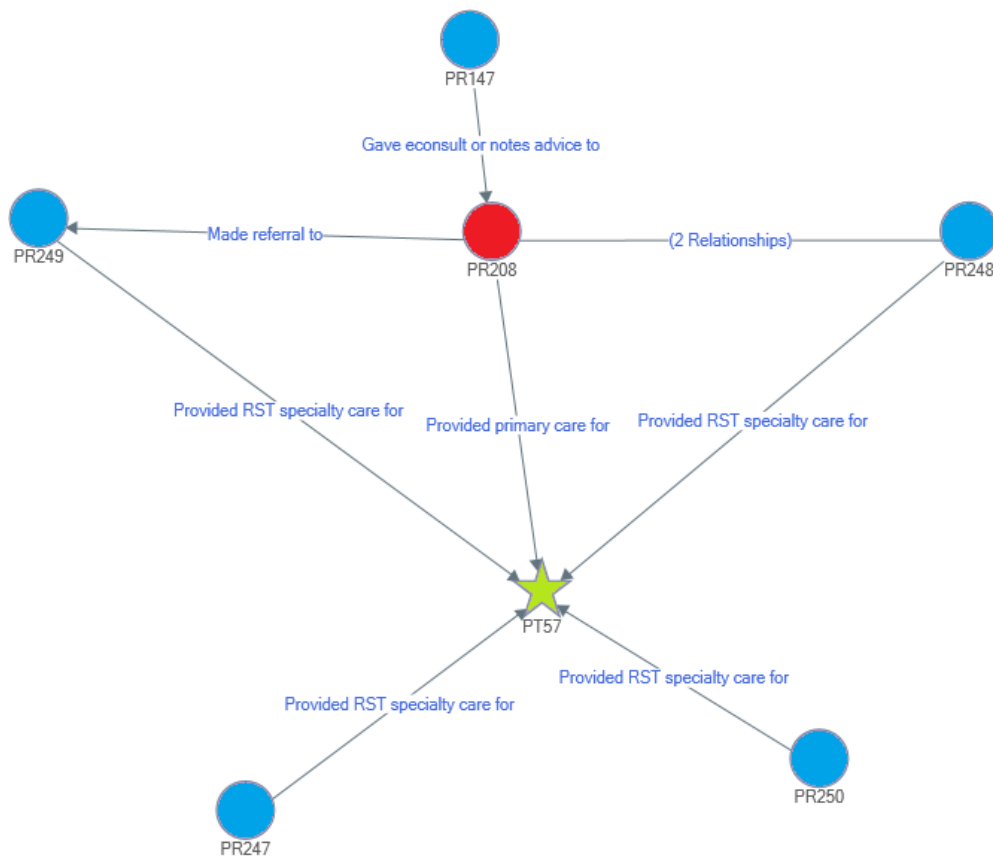 PR147
Gave econsult or notes advice to
PR249
Made referral to
PR208
(2 Relationships)
PR248
Provided RST specialty care for
Provided primary care for
Provided RST specialty care for
PT57
Provided RST specialty care for
Provided RST specialty care for
PR250
PR247